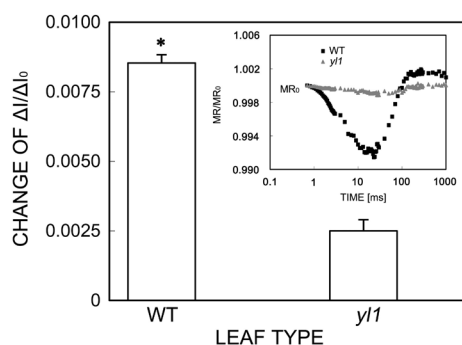 CHANGE OF ΔI/ΔI₀
0.0100
0.0075
0.0050
0.0025
0
*
WT
yl1
LEAF TYPE
MR/MR₀
1.006
1.002
0.998
0.994
0.990
MR₀
WT
yl1
0.1
1
10
100
1000
TIME [ms]